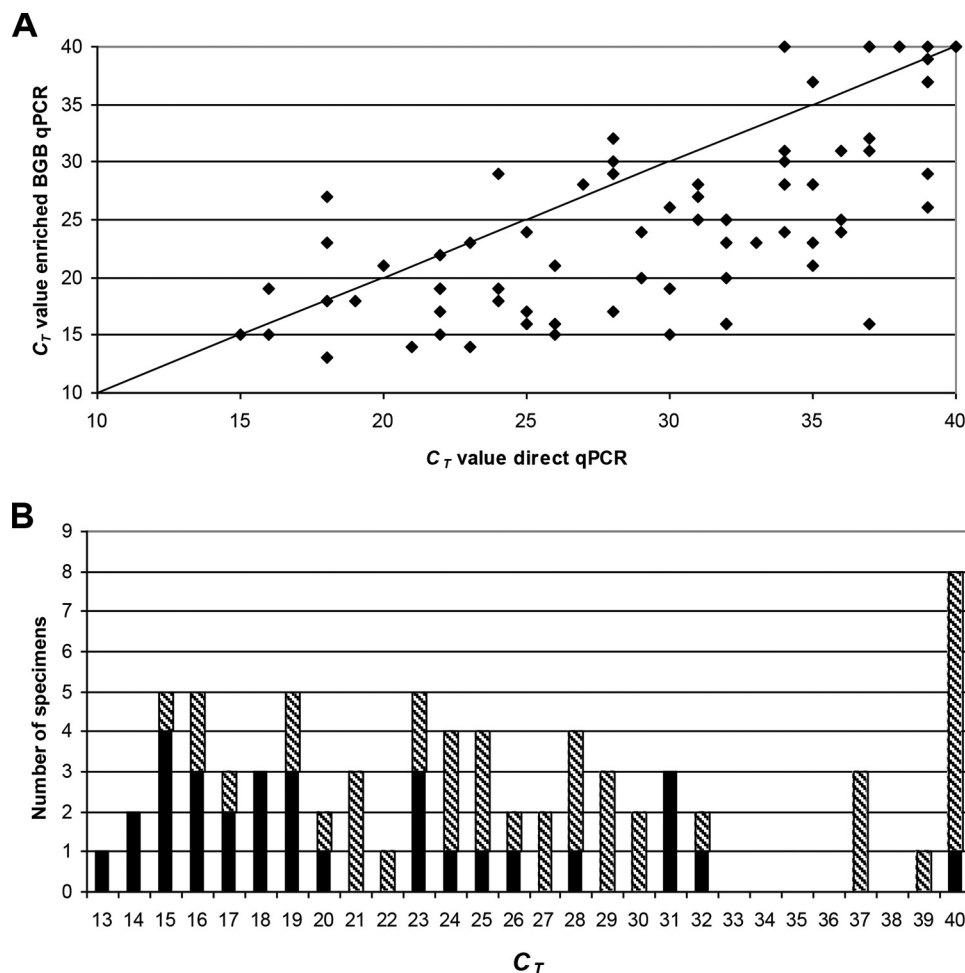 A
40
35
30
25
20
15
10
C_T value enriched BGB qPCR
10 15 20 25 30 35 40
C_T value direct qPCR
B
9
8
7
6
5
4
3
2
1
0
Number of specimens
13 14 15 16 17 18 19 20 21 22 23 24 25 26 27 28 29 30 31 32 33 34 35 36 37 38 39 40
C_T